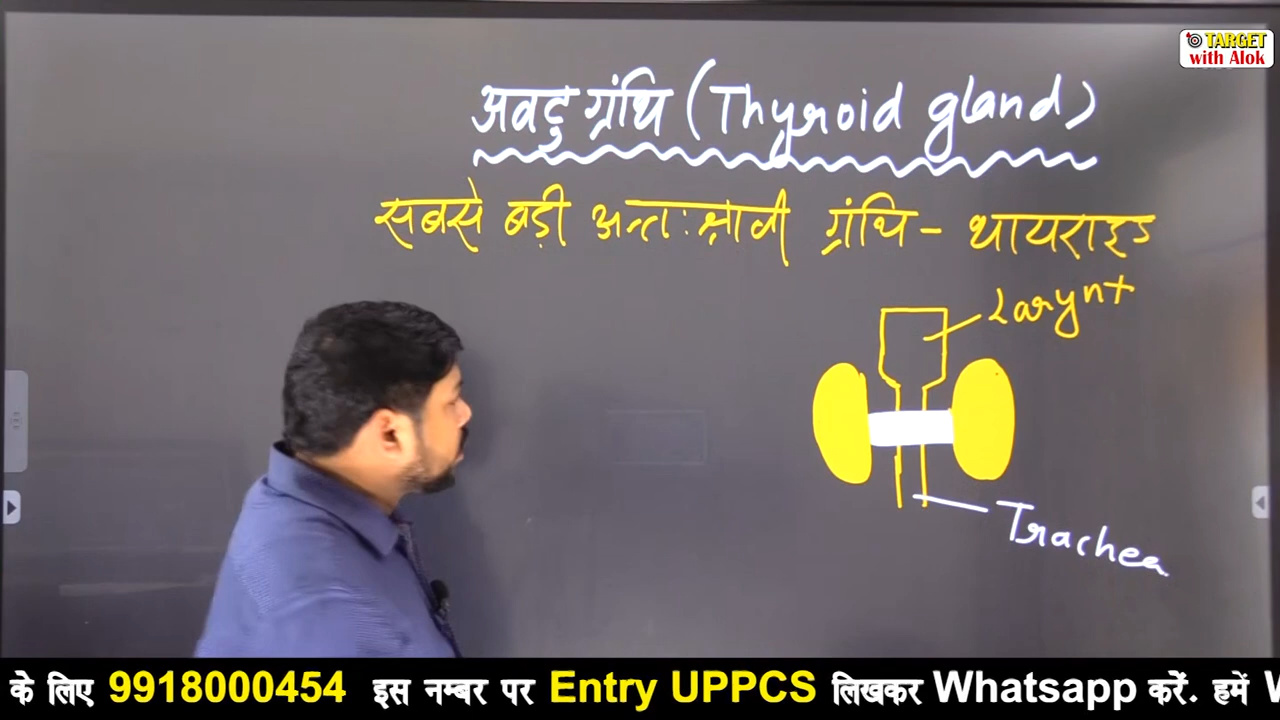 TARGET
with Alok
अवटु ग्रंथि (Thyroid gland)
सबसे बड़ी अन्तः स्रावी ग्रंथि - थायराइड
Larynx
Trachea
के लिए 9918000454 इस नम्बर पर Entry UPPCS लिखकर Whatsapp करें. हमें W